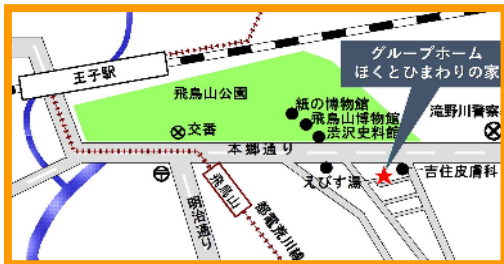 グループホーム
ほくとひまわりの家
王子駅
飛鳥山公園
紙の博物館
飛鳥山博物館
渋沢史料館
滝野川警察
交番
本郷通り
えびす湯
吉住皮膚科
飛鳥山
明治通り
都電荒川線